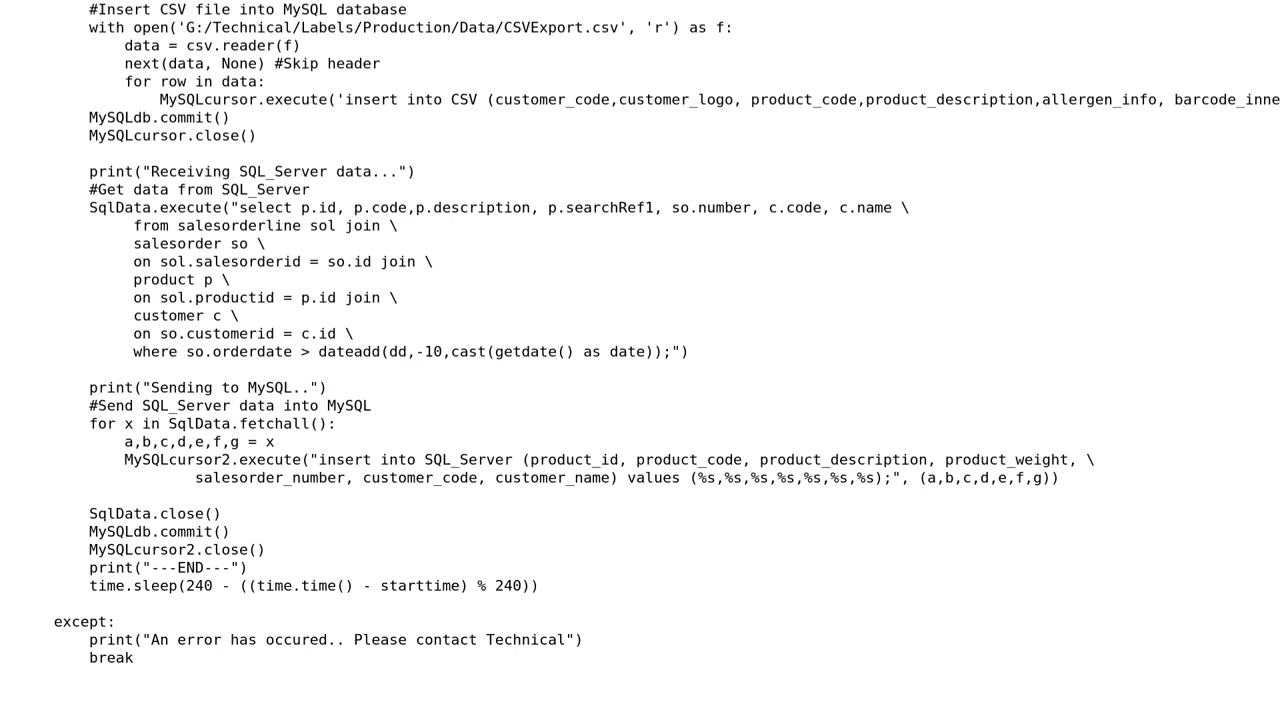 #Insert CSV file into MySQL database
with open('G:/Technical/Labels/Production/Data/CSVExport.csv', 'r') as f:
data = csv.reader(f)
next(data, None) #Skip header
for row in data:
MySQLcursor.execute('insert into CSV (customer_code,customer_logo, product_code,product_description,allergen_info, barcode_inne
MySQLdb.commit()
MySQLcursor.close()
print("Receiving SQL_Server data...")
#Get data from SQL_Server
SqlData.execute("select p.id, p.code,p.description, p.searchRef1, so.number, c.code, c.name \
from salesorderline sol join \
salesorder so \
on sol.salesorderid = so.id join \
product p \
on sol.productid = p.id join \
customer c \
on so.customerid = c.id \
where so.orderdate > dateadd(dd,-10,cast(getdate() as date));")
print("Sending to MySQL..")
#Send SQL_Server data into MySQL
for x in SqlData.fetchall():
a,b,c,d,e,f,g = x
MySQLcursor2.execute("insert into SQL_Server (product_id, product_code, product_description, product_weight, \
salesorder_number, customer_code, customer_name) values (%s,%s,%s,%s,%s,%s,%s);", (a,b,c,d,e,f,g))
SqlData.close()
MySQLdb.commit()
MySQLcursor2.close()
print("---END---")
time.sleep(240 - ((time.time() - starttime) % 240))
except:
print("An error has occured.. Please contact Technical")
break